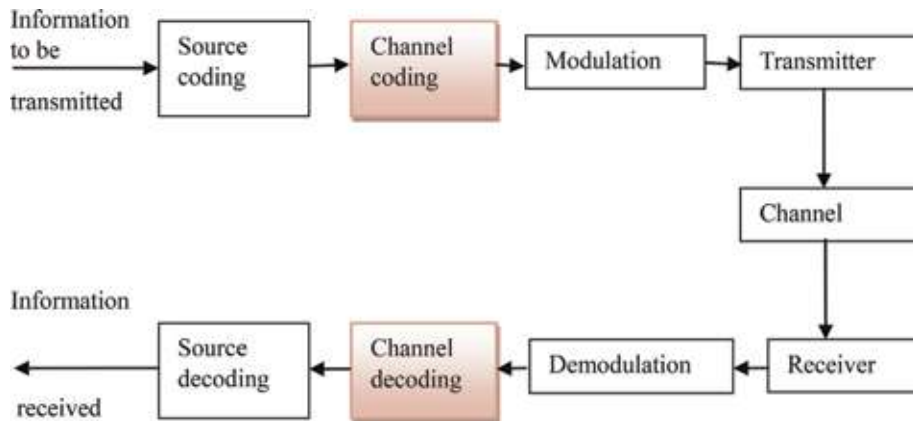 Information
to be
transmitted
Source
coding
Channel
coding
Modulation
Transmitter
Channel
Information
received
Source
decoding
Channel
decoding
Demodulation
Receiver